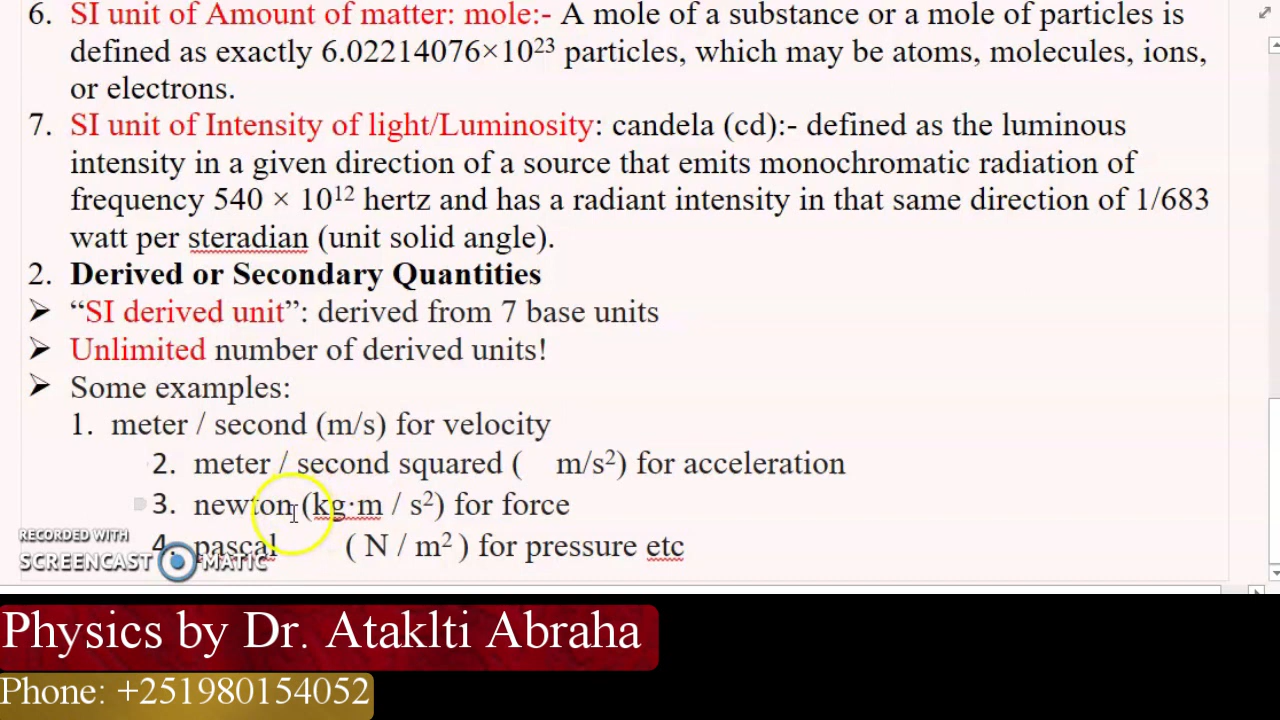 6. SI unit of Amount of matter: mole:- A mole of a substance or a mole of particles is
defined as exactly 6.02214076×10²³ particles, which may be atoms, molecules, ions,
or electrons.
7. SI unit of Intensity of light/Luminosity: candela (cd):- defined as the luminous
intensity in a given direction of a source that emits monochromatic radiation of
frequency 540 × 10¹² hertz and has a radiant intensity in that same direction of 1/683
watt per steradian (unit solid angle).
2. Derived or Secondary Quantities
➢ “SI derived unit”: derived from 7 base units
➢ Unlimited number of derived units!
➢ Some examples:
1. meter / second (m/s) for velocity
2. meter / second squared ( m/s²) for acceleration
3. newton (kg·m / s²) for force
4. pascal ( N / m² ) for pressure etc
RECORDED WITH
SCREENCAST MATIC
Physics by Dr. Ataklti Abraha
Phone: +251980154052